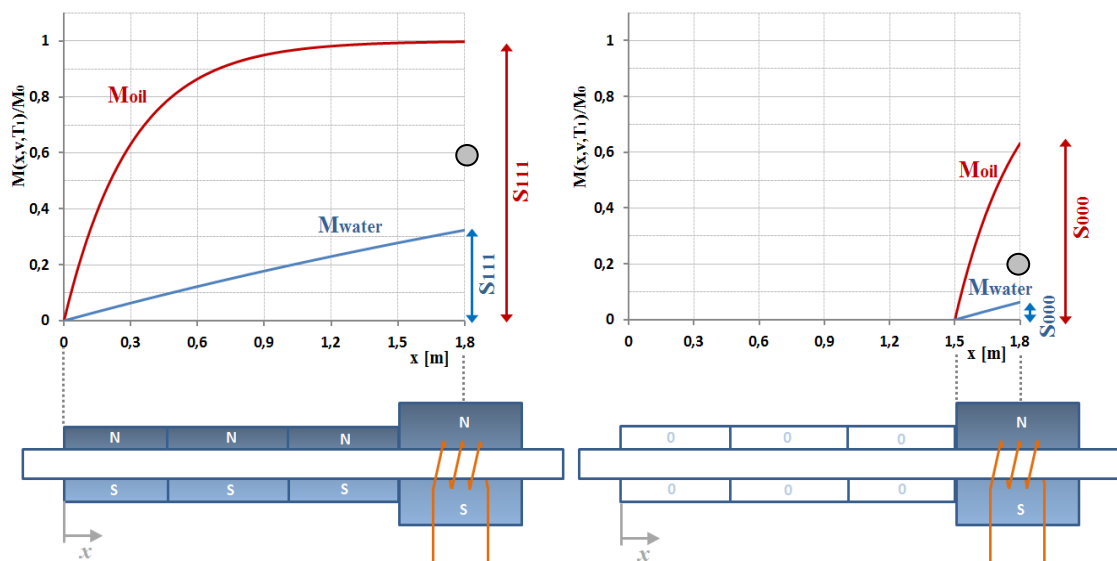 M(x,v,T1)/M0
1
0,8
0,6
0,4
0,2
0
Moil
Mwater
S111
S111
0 0,3 0,6 0,9 1,2 1,5 1,8
x [m]
N N N N
S S S S
x
M(x,v,T1)/M0
1
0,8
0,6
0,4
0,2
0
Moil
Mwater
S000
S000
0 0,3 0,6 0,9 1,2 1,5 1,8
x [m]
0 0 0 N
0 0 0 S
x